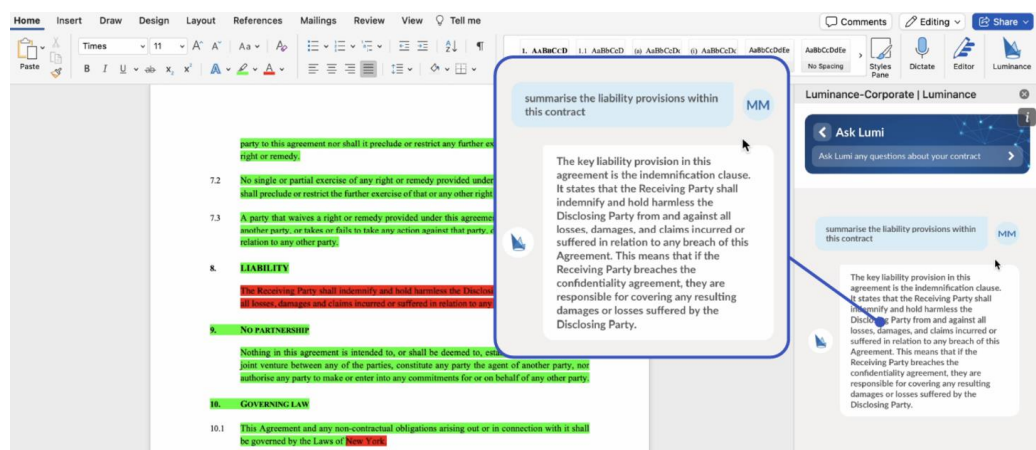 Home Insert Draw Design Layout References Mailings Review View Tell me
Comments Editing Share
Paste
Times 11 A^ A˅ Aa A
B I U ab x₂ x² A A
1. AABBCCD 1.1 AaBbCcD (a) AaBbCcDc (i) AaBbCcDc AaBbCcDdEe AaBbCcDdEe
No Spacing
Styles Pane
Dictate
Editor
Luminance
party to this agreement nor shall it preclude or restrict any further ex
right or remedy.
7.2 No single or partial exercise of any right or remedy provided under
shall preclude or restrict the further exercise of that or any other right
7.3 A party that waives a right or remedy provided under this agreeme
another party, or takes or fails to take any action against that party, d
relation to any other party.
8. LIABILITY
The Receiving Party shall indemnify and hold harmless the Disclosi
all losses, damages and claims incurred or suffered in relation to any
9. NO PARTNERSHIP
Nothing in this agreement is intended to, or shall be deemed to, esta
joint venture between any of the parties, constitute any party the agent of another party, nor
authorise any party to make or enter into any commitments for or on behalf of any other party.
10. GOVERNING LAW
10.1 This Agreement and any non-contractual obligations arising out or in connection with it shall
be governed by the Laws of New York.
summarise the liability provisions within
this contract
MM
The key liability provision in this
agreement is the indemnification clause.
It states that the Receiving Party shall
indemnify and hold harmless the
Disclosing Party from and against all
losses, damages, and claims incurred or
suffered in relation to any breach of this
Agreement. This means that if the
Receiving Party breaches the
confidentiality agreement, they are
responsible for covering any resulting
damages or losses suffered by the
Disclosing Party.
Luminance-Corporate | Luminance
i
Ask Lumi
Ask Lumi any questions about your contract
summarise the liability provisions within
this contract
MM
The key liability provision in this
agreement is the indemnification clause.
It states that the Receiving Party shall
indemnify and hold harmless the
Disclosing Party from and against all
losses, damages, and claims incurred or
suffered in relation to any breach of this
Agreement. This means that if the
Receiving Party breaches the
confidentiality agreement, they are
responsible for covering any resulting
damages or losses suffered by the
Disclosing Party.